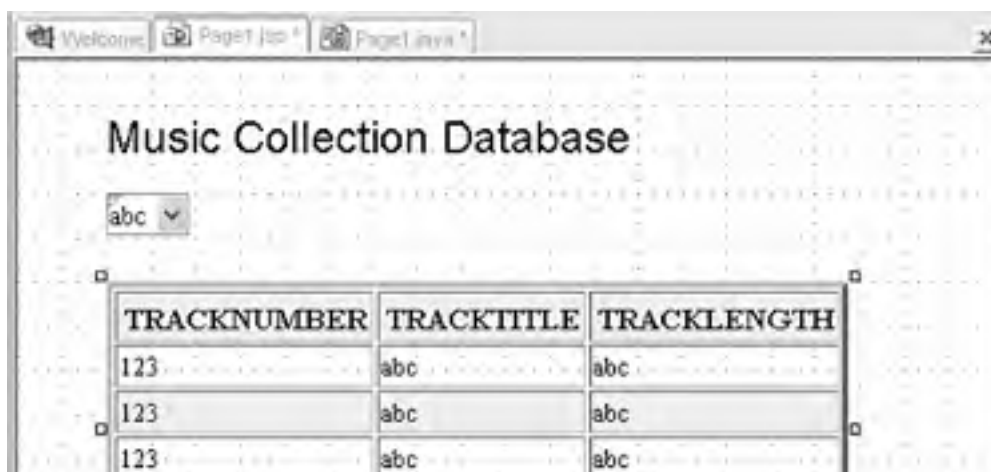 Welcome Page1.jsp * Page1.java *
Music Collection Database
abc
TRACKNUMBER TRACKTITLE TRACKLENGTH
123 abc abc
123 abc abc
123 abc abc